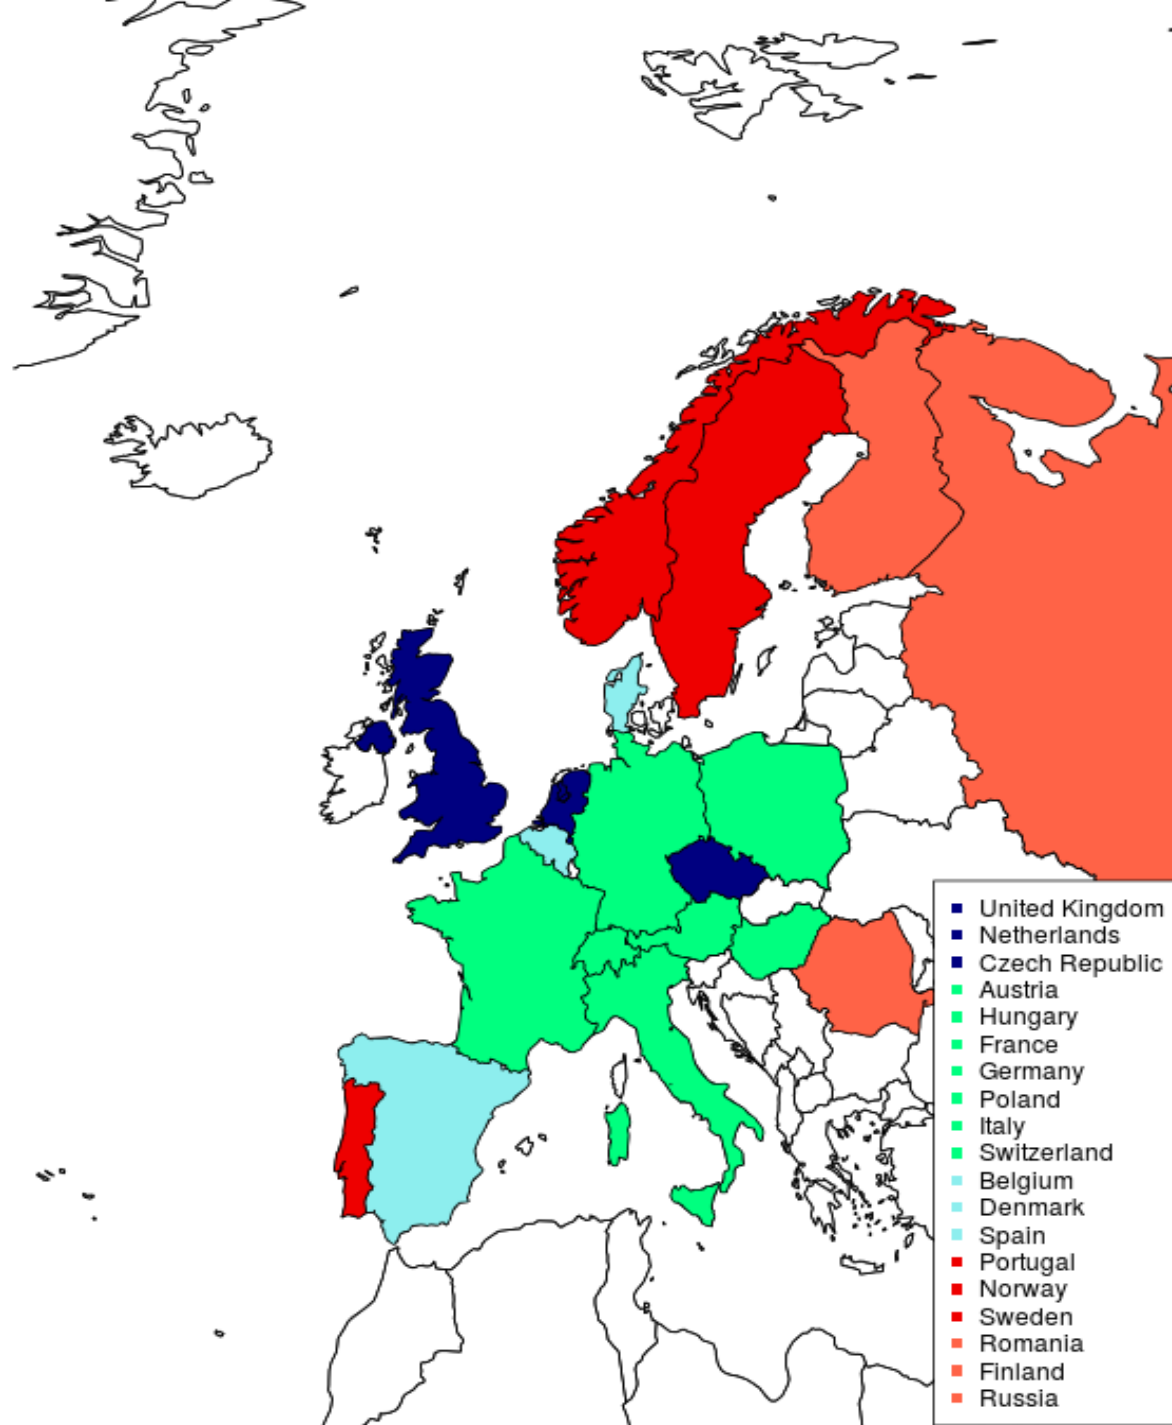 United Kingdom
Netherlands
Czech Republic
Austria
Hungary
France
Germany
Poland
Italy
Switzerland
Belgium
Denmark
Spain
Portugal
Norway
Sweden
Romania
Finland
Russia